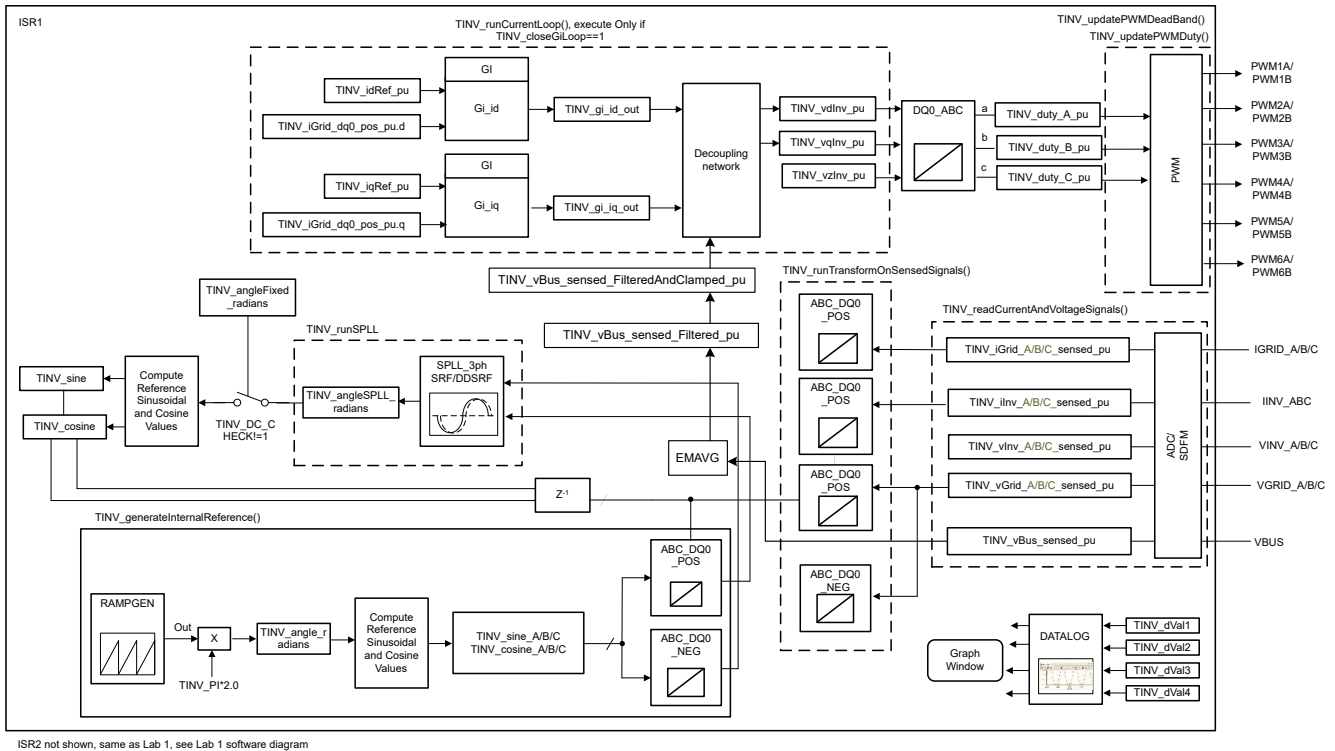 ISR1
TINV_runCurrentLoop(), execute Only if
TINV_closeGiLoop==1
TINV_updatePWMDeadBand()
TINV_updatePWMDuty()
GI
Gi_id
TINV_idRef_pu
TINV_iGrid_dq0_pos_pu.d
TINV_gi_id_out
GI
Gi_iq
TINV_iqRef_pu
TINV_iGrid_dq0_pos_pu.q
TINV_gi_iq_out
Decoupling
network
TINV_vdInv_pu
TINV_vqInv_pu
TINV_vzInv_pu
DQ0_ABC
a
b
c
TINV_duty_A_pu
TINV_duty_B_pu
TINV_duty_C_pu
PWM
PWM1A/
PWM1B
PWM2A/
PWM2B
PWM3A/
PWM3B
PWM4A/
PWM4B
PWM5A/
PWM5B
PWM6A/
PWM6B
TINV_vBus_sensed_FilteredAndClamped_pu
TINV_vBus_sensed_Filtered_pu
TINV_angleFixed
_radians
TINV_runSPLL
SPLL_3ph
SRF/DDSRF
TINV_angleSPLL_
radians
TINV_DC_C
HECK!=1
Compute
Reference
Sinusoidal
and Cosine
Values
TINV_sine
TINV_cosine
EMAVG
Z-1
TINV_runTransformOnSensedSignals()
ABC_DQ0
_POS
ABC_DQ0
_POS
ABC_DQ0
_POS
ABC_DQ0
_NEG
TINV_readCurrentAndVoltageSignals()
TINV_iGrid_A/B/C_sensed_pu
TINV_iInv_A/B/C_sensed_pu
TINV_vInv_A/B/C_sensed_pu
TINV_vGrid_A/B/C_sensed_pu
TINV_vBus_sensed_pu
ADC/
SDFM
IGRID_A/B/C
IINV_ABC
VINV_A/B/C
VGRID_A/B/C
VBUS
TINV_generateInternalReference()
RAMPGEN
Out
X
TINV_PI*2.0
TINV_angle_r
adians
Compute
Reference
Sinusoidal
and Cosine
Values
TINV_sine_A/B/C
TINV_cosine_A/B/C
ABC_DQ0
_POS
ABC_DQ0
_NEG
Graph
Window
DATALOG
TINV_dVal1
TINV_dVal2
TINV_dVal3
TINV_dVal4
ISR2 not shown, same as Lab 1, see Lab 1 software diagram